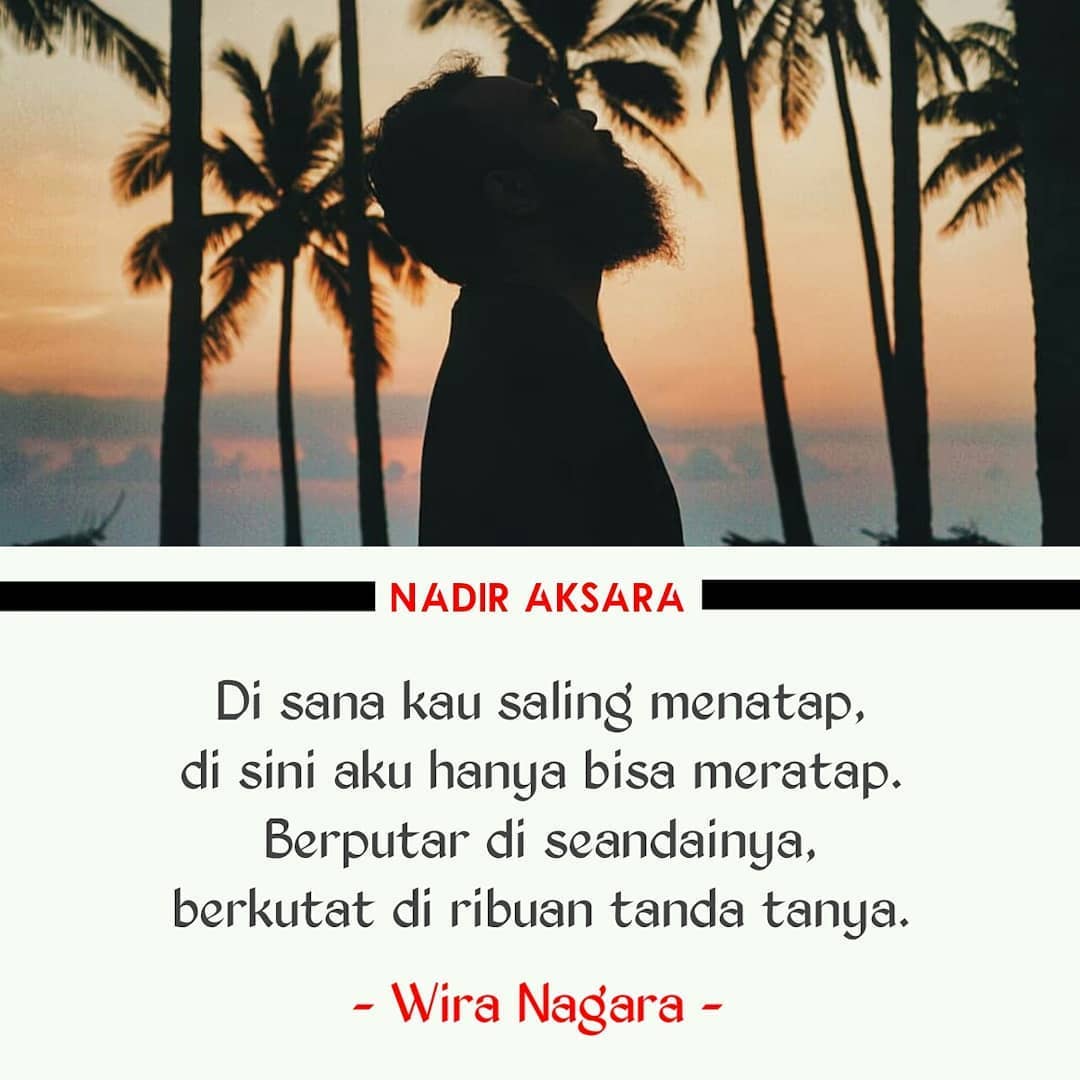 NADIR AKSARA
Di sana kau saling menatap,
di sini aku hanya bisa meratap.
Berputar di seandainya,
berkutat di ribuan tanda tanya.
- Wira Nagara -